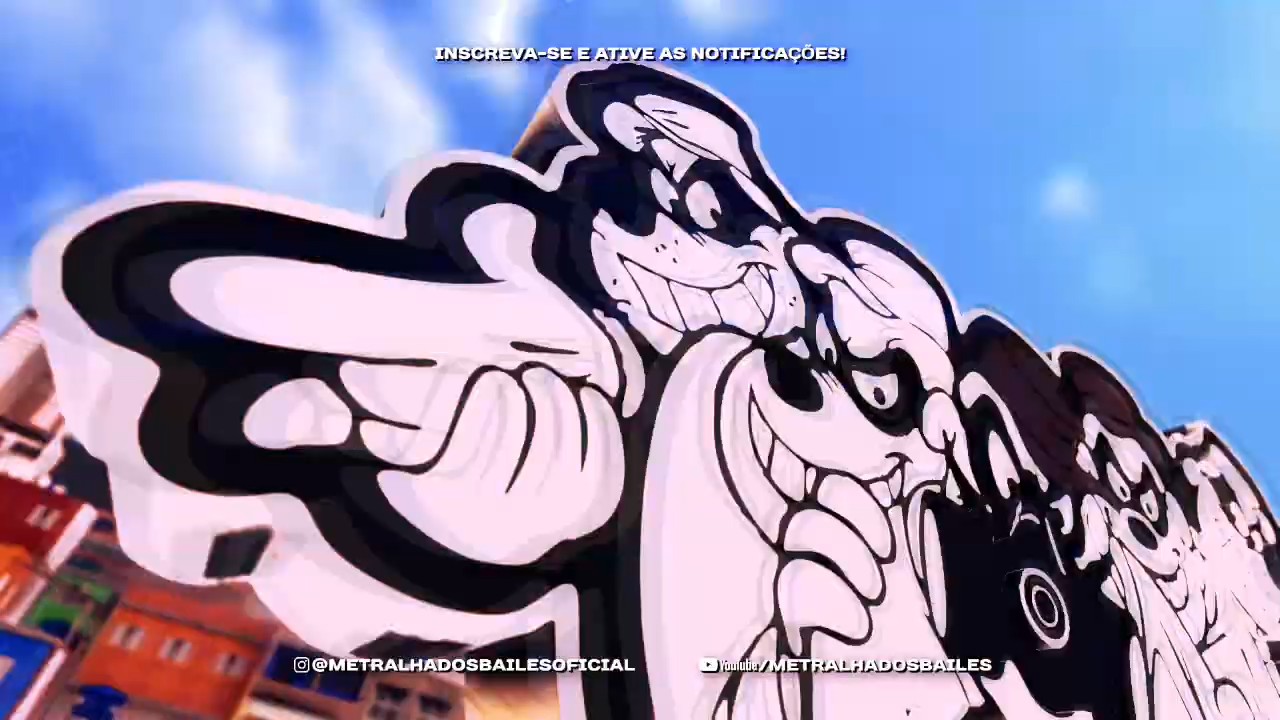 INSCREVA-SE E ATIVE AS NOTIFICAÇÕES!
@METRALHADOSBAILESOFICIAL
Youtube/METRALHADOSBAILES